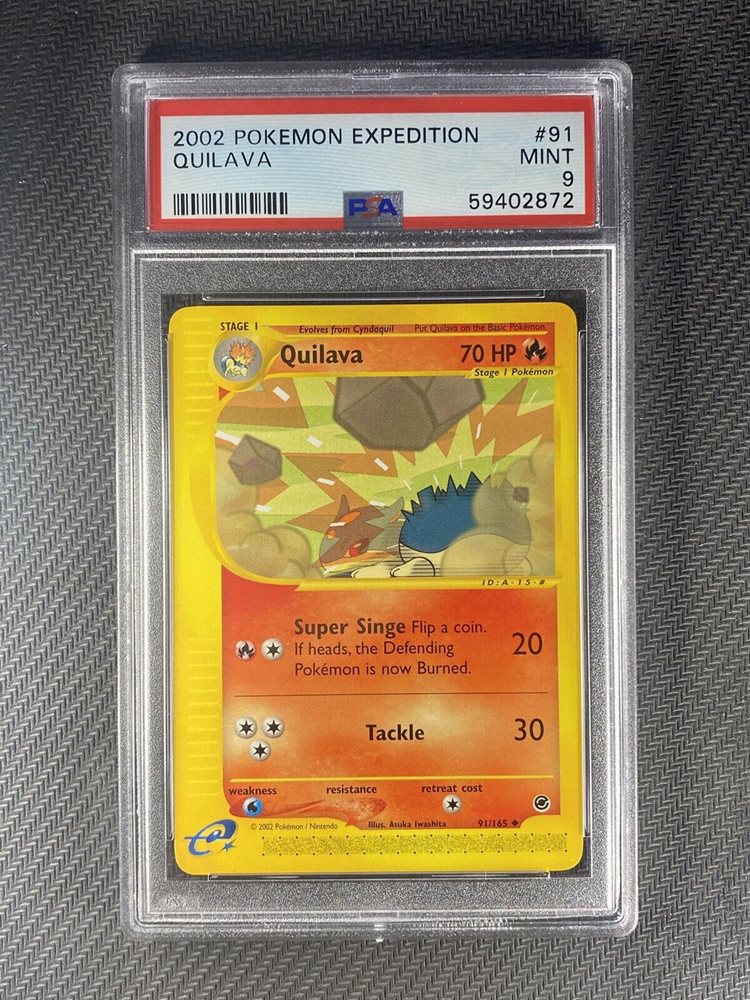 2002 POKEMON EXPEDITION #91
QUILAVA MINT
9
PSA 59402872
STAGE 1 Evolves from Cyndaquil Put Quilava on the Basic Pokémon
Quilava 70 HP
Stage 1 Pokémon
ID:A-15-#
Super Singe Flip a coin.
If heads, the Defending
Pokémon is now Burned.
20
Tackle 30
weakness resistance retreat cost
© 2002 Pokémon / Nintendo Illus. Asuka Iwashita 91/165
e